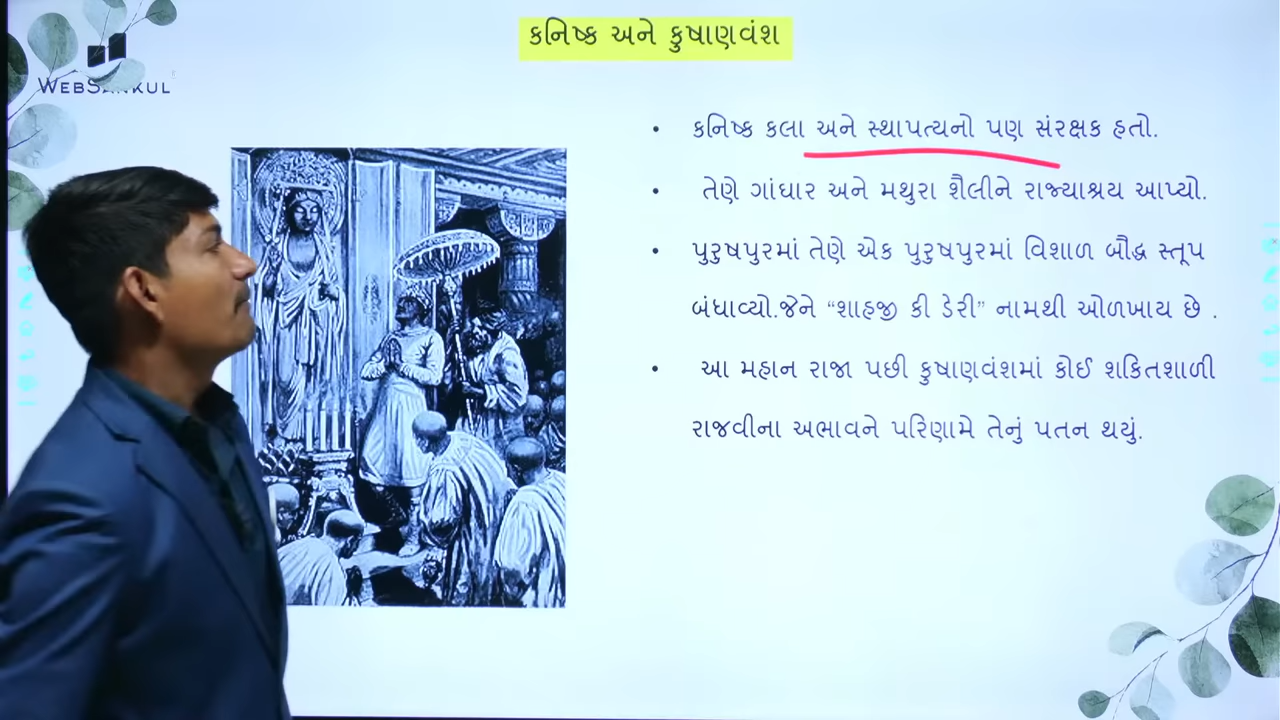 કનિષ્ક અને કુષાણવંશ
WEBSANKUL
• કનિષ્ક કલા અને સ્થાપત્યનો પણ સંરક્ષક હતો.
• તેણે ગાંધાર અને મથુરા શૈલીને રાજ્યાશ્રય આપ્યો.
• પુરુષપુરમાં તેણે એક પુરુષપુરમાં વિશાળ બૌદ્ધ સ્તૂપ
બંધાવ્યો.જેને “શાહજી કી ડેરી” નામથી ઓળખાય છે .
• આ મહાન રાજા પછી કુષાણવંશમાં કોઈ શકિતશાળી
રાજવીના અભાવને પરિણામે તેનું પતન થયું.